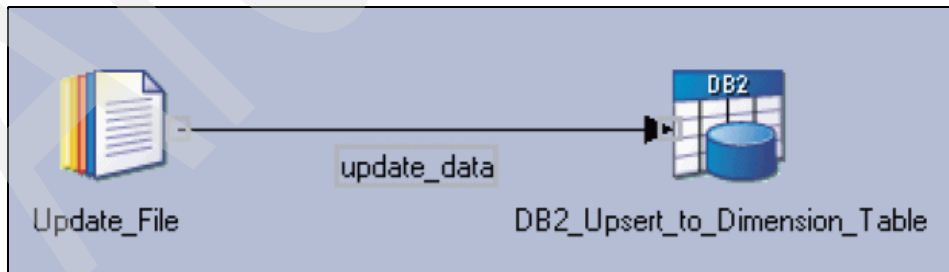 DB2
update_data
Update_File
DB2_Upsert_to_Dimension_Table